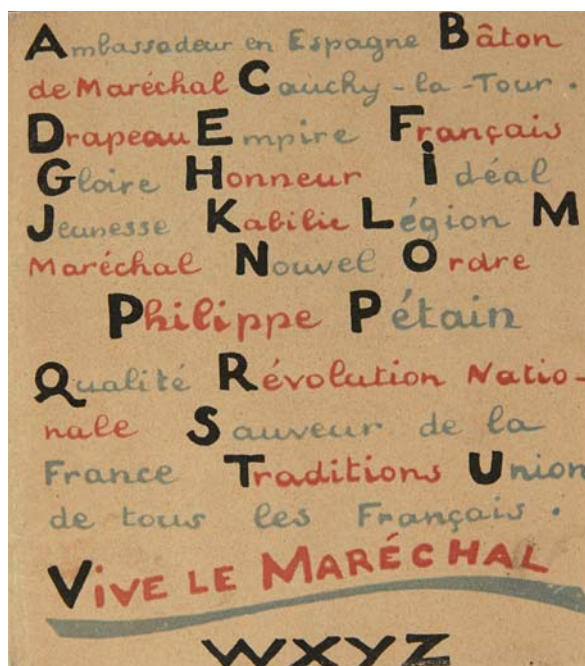 Ambassadeur en Espagne Bâton
de Maréchal Cauchy-la-Tour.
Drapeau Empire Français
Gloire Honneur idéal
Jeunesse Kabilie Légion M
Maréchal Nouvel Ordre
Philippe Pétain
Qualité Révolution Natio-
nale Sauveur de la
France Traditions Union
de tous les Français.
VIVE LE MARÉCHAL
WXYZ